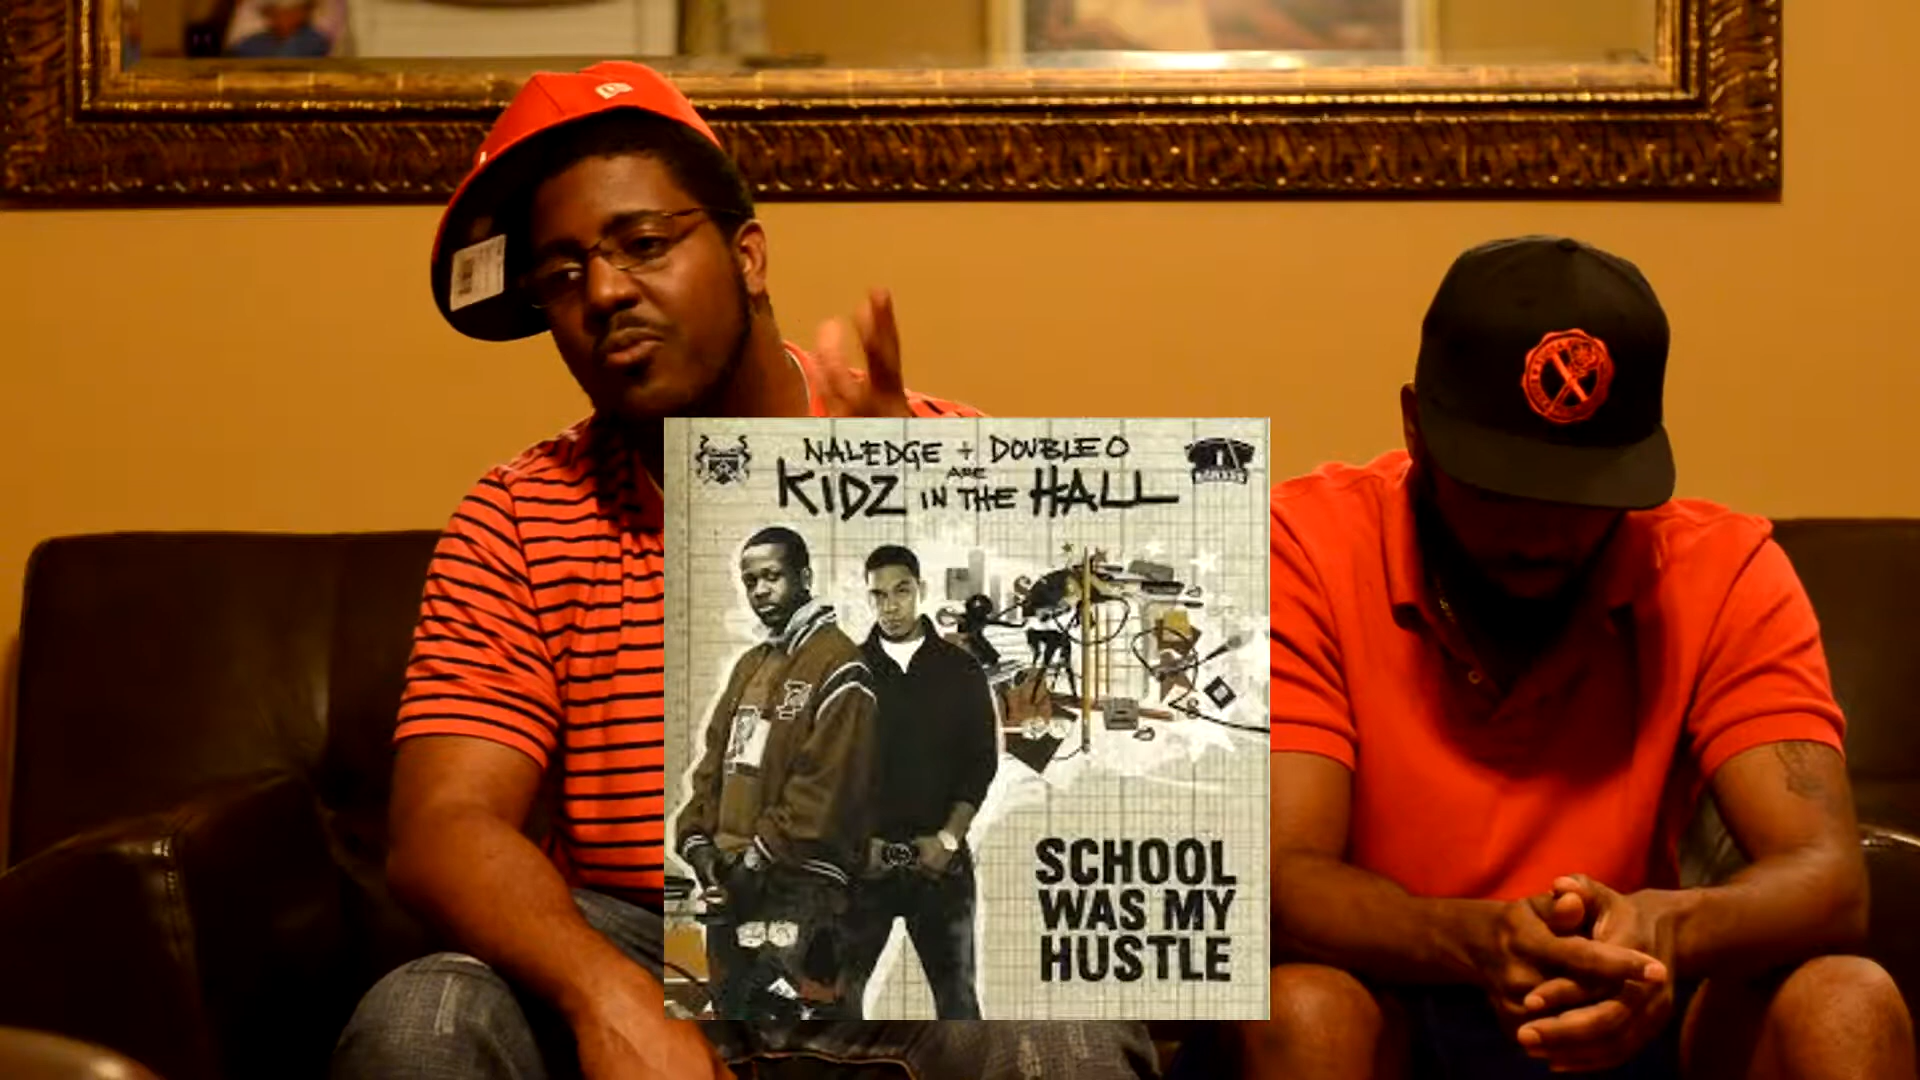 NALEDGE + DOUBLE O
ARE
KIDZ IN THE HALL
SCHOOL
WAS MY
HUSTLE